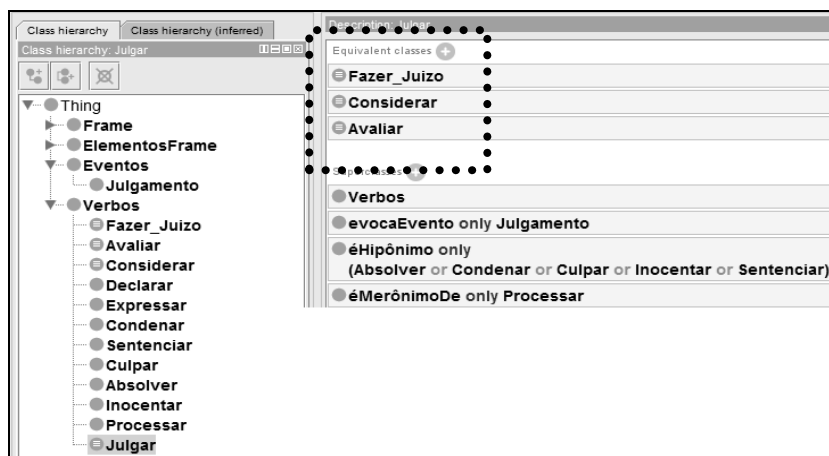 Class hierarchy
Class hierarchy (inferred)
Class hierarchy: Julgar
Thing
Frame
ElementosFrame
Eventos
Julgamento
Verbos
Fazer_Juizo
Avaliar
Considerar
Declarar
Expressar
Condenar
Sentenciar
Culpar
Absolver
Inocentar
Processar
Julgar
Description: Julgar
Equivalent classes
Fazer_Juizo
Considerar
Avaliar
Superclasses
Verbos
evocaEvento only Julgamento
éHipônimo only
(Absolver or Condenar or Culpar or Inocentar or Sentenciar)
éMerônimoDe only Processar